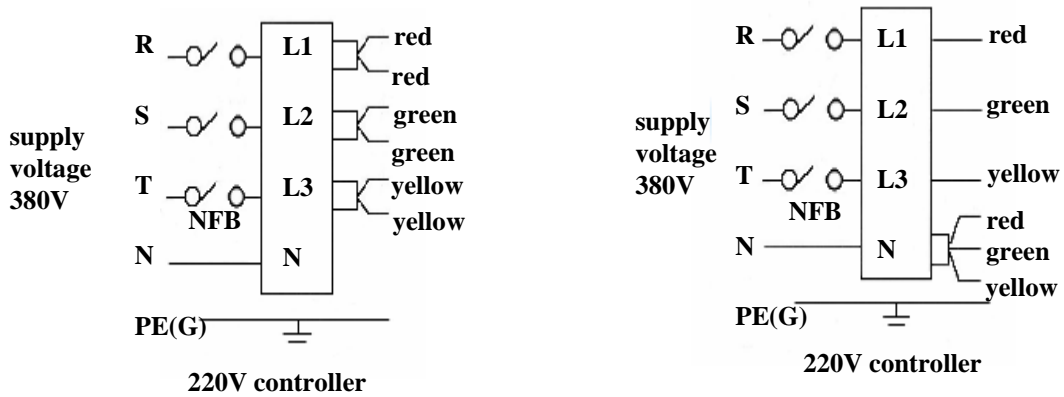 R L1 red
red
S L2 green
green
supply
voltage
380V
T L3 yellow
yellow
NFB
N N
PE(G)
220V controller
R L1 red
S L2 green
supply
voltage
380V
T L3 yellow
NFB
red
N N green
yellow
PE(G)
220V controller